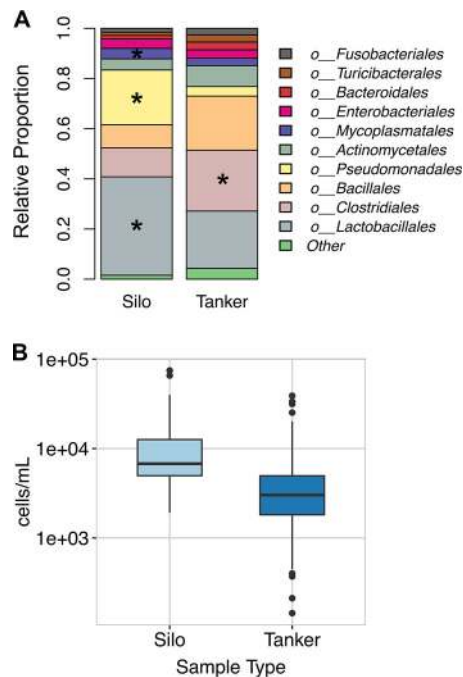 A
Relative Proportion
1.0
0.8
0.6
0.4
0.2
0.0
*
*
*
*
Silo
Tanker
o__Fusobacteriales
o__Turicibacterales
o__Bacteroidales
o__Enterobacteriales
o__Mycoplasmatales
o__Actinomycetales
o__Pseudomonadales
o__Bacillales
o__Clostridiales
o__Lactobacillales
Other
B
cells/mL
1e+05
1e+04
1e+03
Silo
Tanker
Sample Type